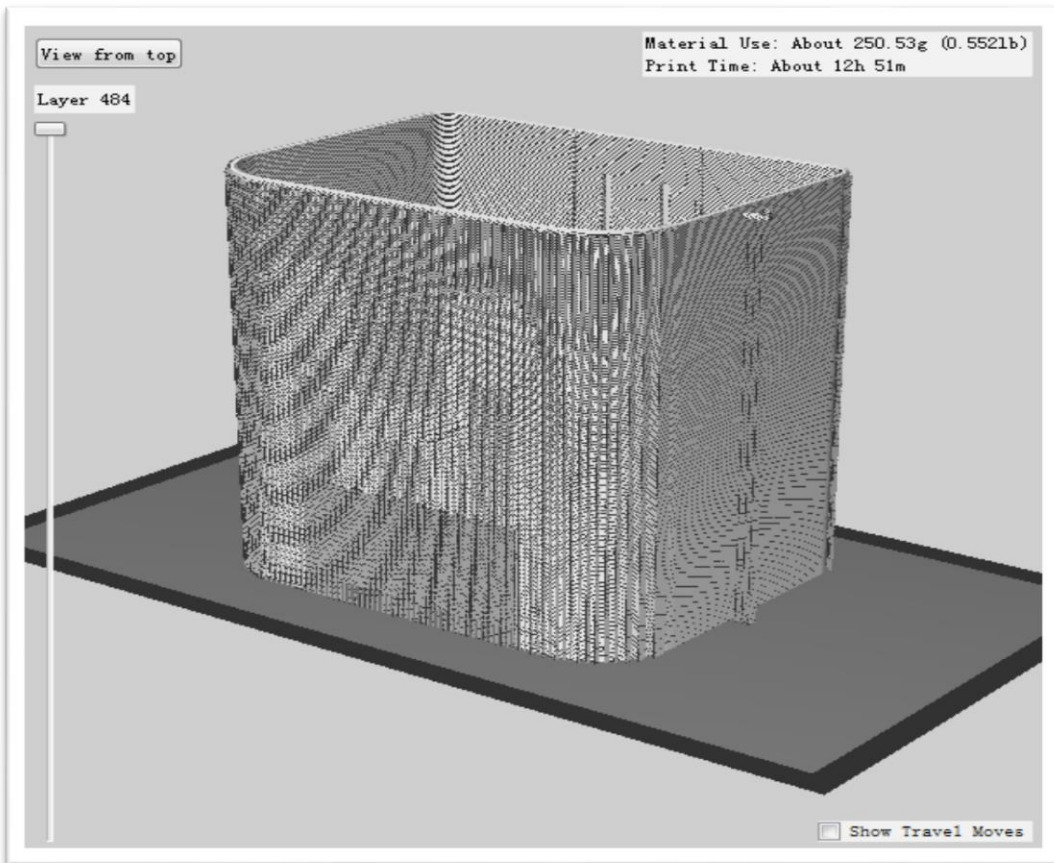 View from top
Material Use: About 250.53g (0.552lb)
Print Time: About 12h 51m
Layer 484
Show Travel Moves